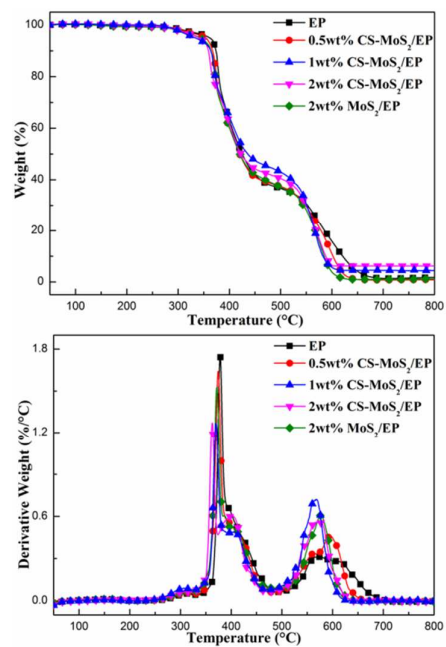 100
80
60
40
20
0
Weight (%)
EP
0.5wt% CS-MoS₂/EP
1wt% CS-MoS₂/EP
2wt% CS-MoS₂/EP
2wt% MoS₂/EP
100 200 300 400 500 600 700 800
Temperature (°C)
1.8
1.2
0.6
0.0
Derivative Weight (%/°C)
EP
0.5wt% CS-MoS₂/EP
1wt% CS-MoS₂/EP
2wt% CS-MoS₂/EP
2wt% MoS₂/EP
100 200 300 400 500 600 700 800
Temperature (°C)